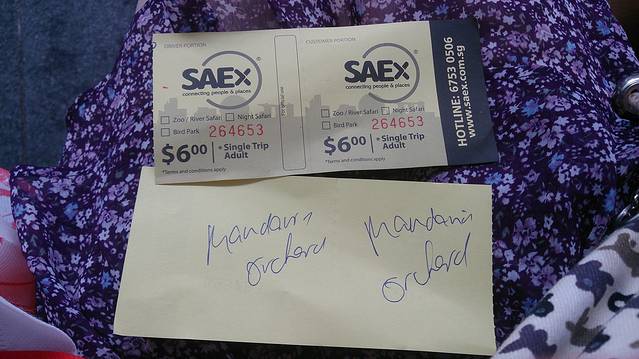 DRIVER PORTION
SAEx®
connecting people & places
Zoo / River Safari Night Safari
Bird Park 264653
$6.00 *Single Trip
Adult
*Terms and conditions apply
CUSTOMER PORTION
SAEx®
connecting people & places
Zoo / River Safari Night Safari
Bird Park 264653
$6.00 *Single Trip
Adult
*Terms and conditions apply
HOTLINE: 6753 0506
www.saex.com.sg
Mandarin
Orchard
Mandarin
Orchard